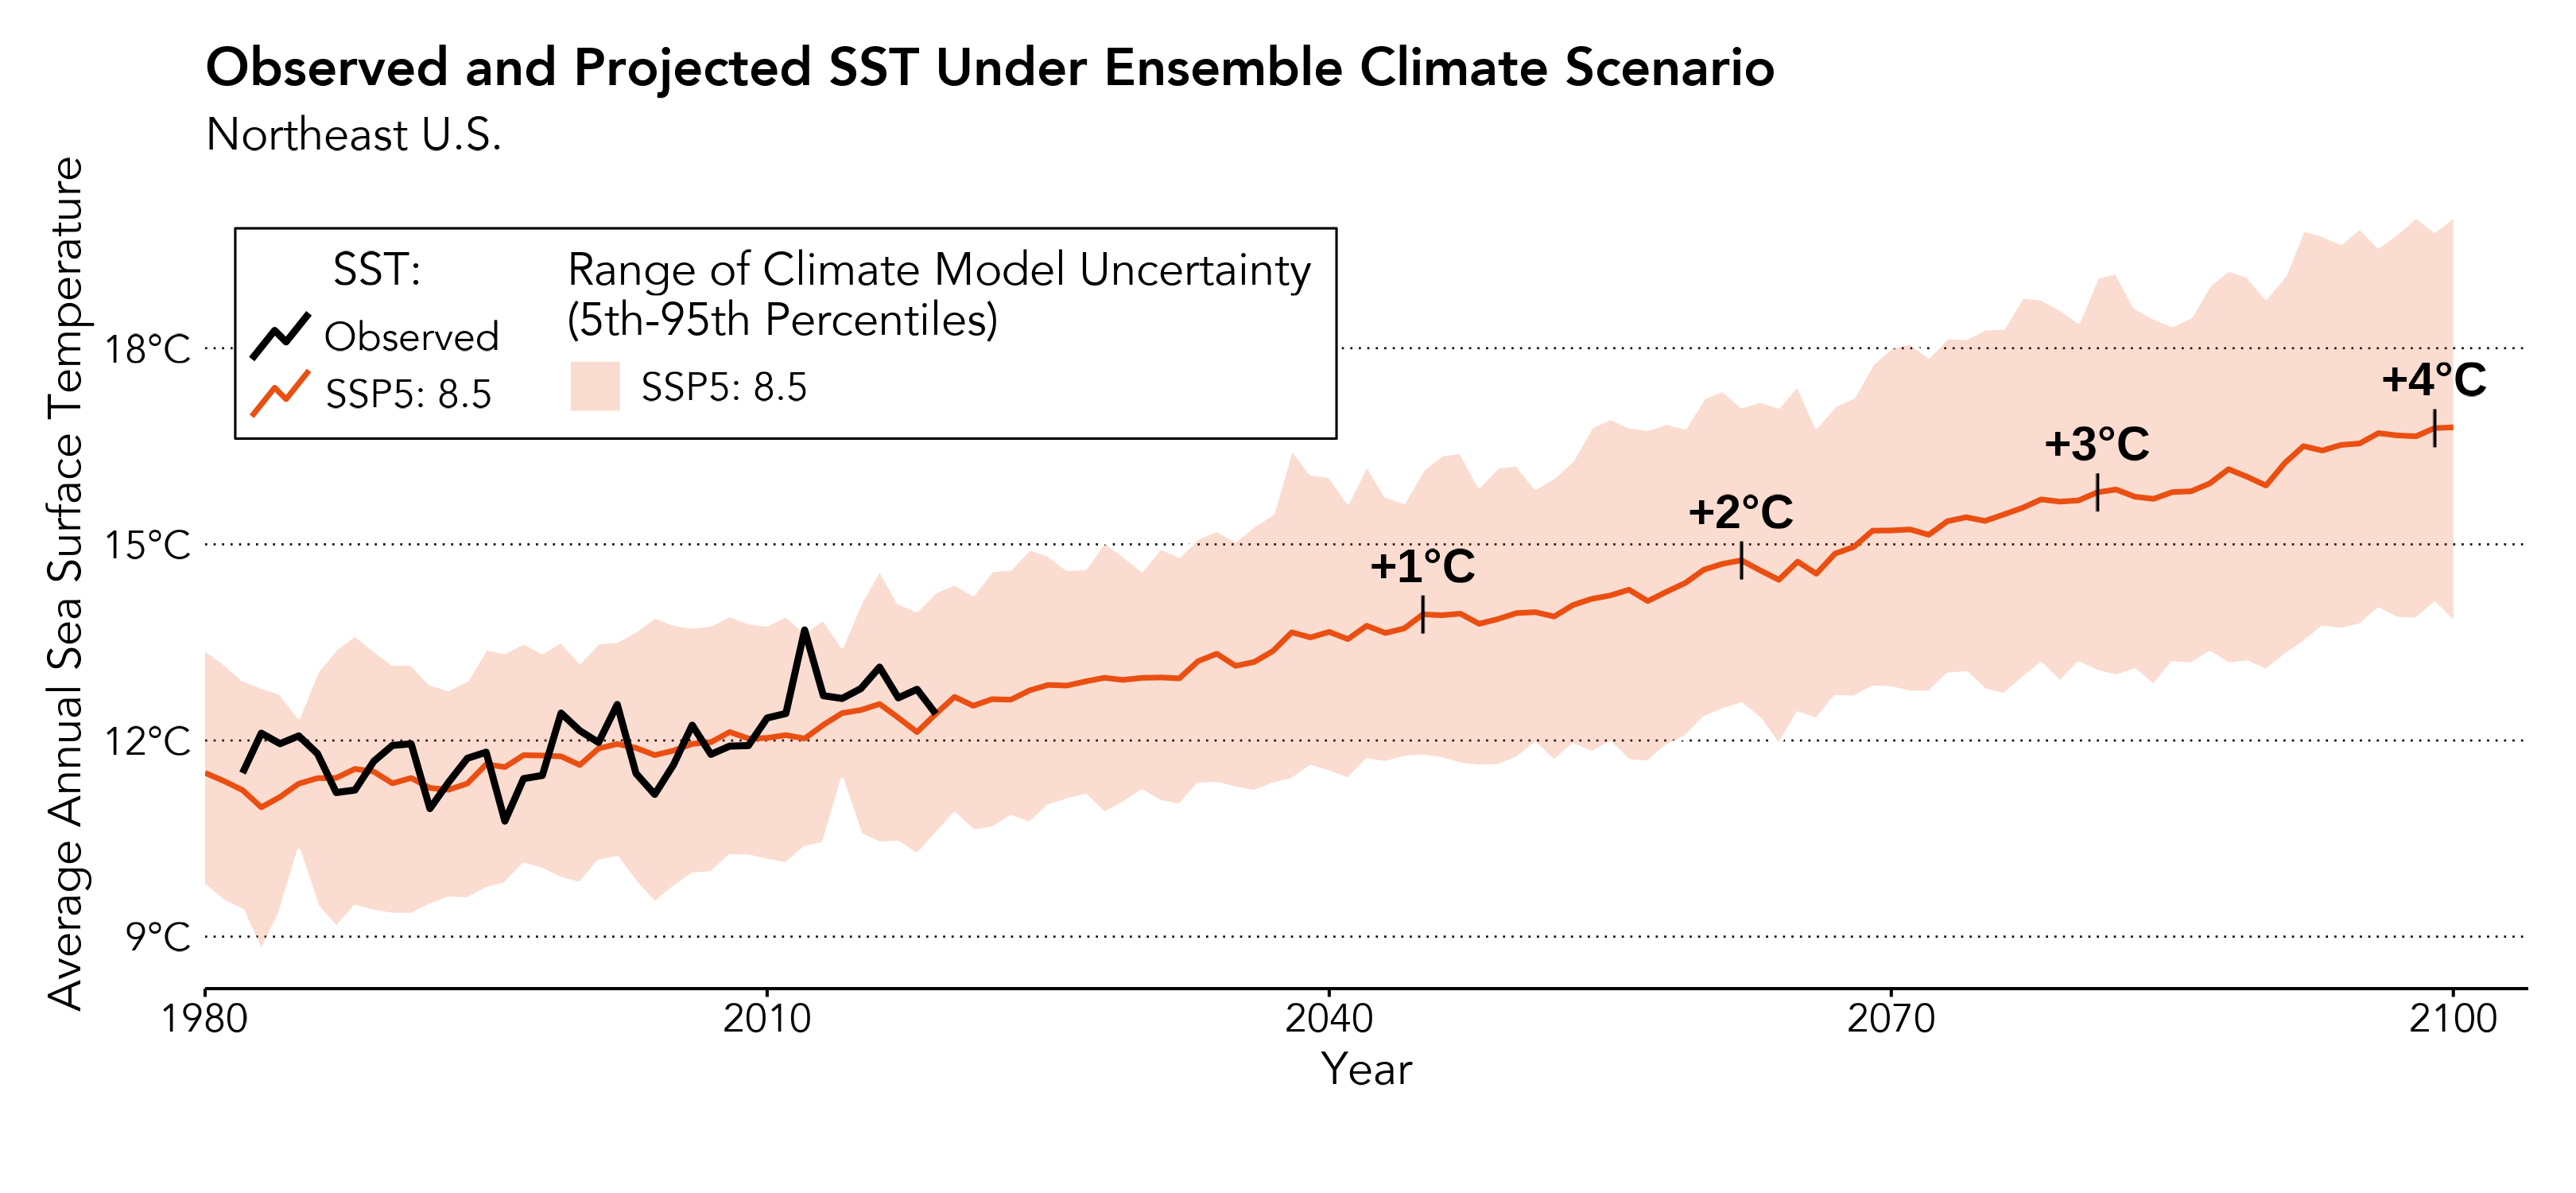 Observed and Projected SST Under Ensemble Climate Scenario
Northeast U.S.
Average Annual Sea Surface Temperature
SST:
Observed
SSP5: 8.5
Range of Climate Model Uncertainty
(5th-95th Percentiles)
SSP5: 8.5
18°C
15°C
12°C
9°C
+1°C
+2°C
+3°C
+4°C
1980
2010
2040
2070
2100
Year